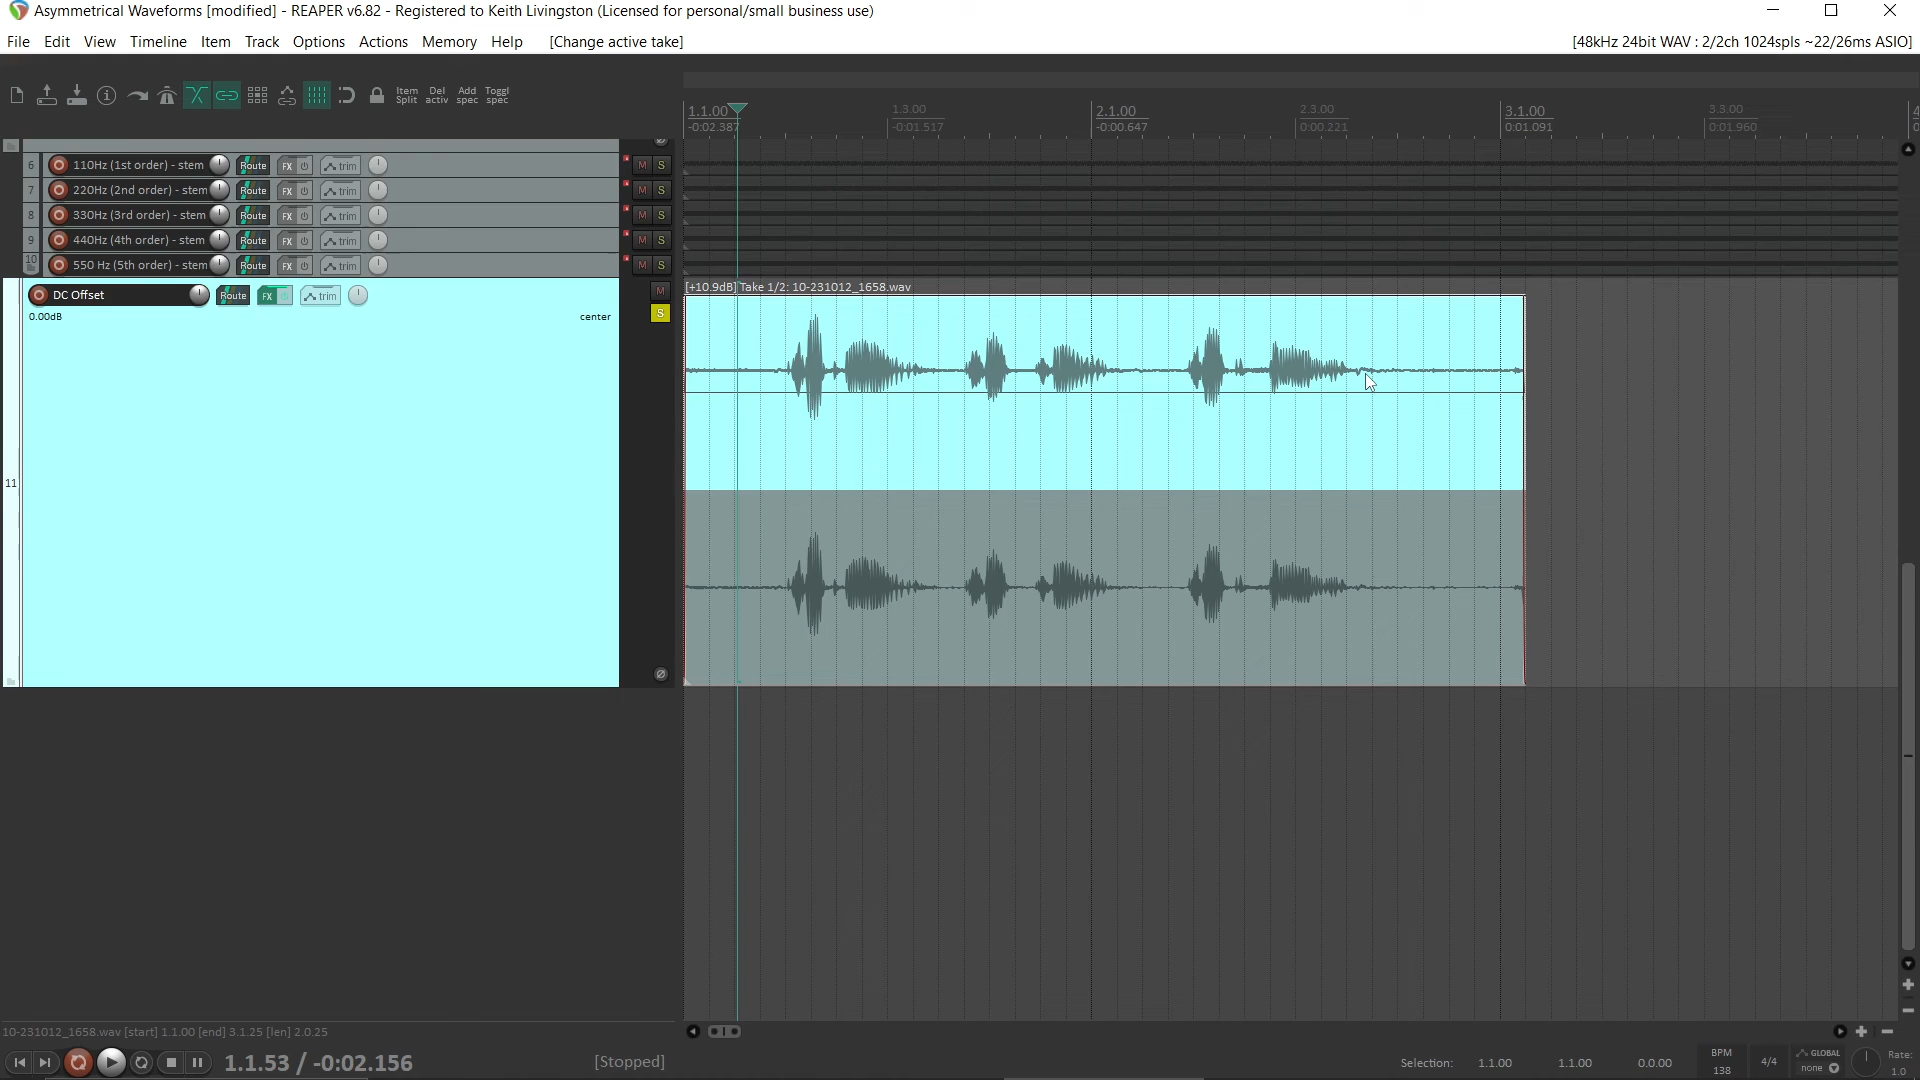 Asymmetrical Waveforms [modified] - REAPER v6.82 - Registered to Keith Livingston (Licensed for personal/small business use)
File Edit View Timeline Item Track Options Actions Memory Help [Change active take] [48kHz 24bit WAV : 2/2ch 1024spls ~22/26ms ASIO]
Item Split Del activ Add spec Toggl spec
1.1.00 1.3.00 2.1.00 2.3.00 3.1.00 3.3.00 4
-0:02.387 -0:01.517 -0:00.647 0:00.221 0:01.091 0:01.960 0
6 110Hz (1st order) - stem Route FX trim M S
7 220Hz (2nd order) - stem Route FX trim M S
8 330Hz (3rd order) - stem Route FX trim M S
9 440Hz (4th order) - stem Route FX trim M S
10 550 Hz (5th order) - stem Route FX trim M S
DC Offset Route FX trim M
[+10.9dB] Take 1/2: 10-231012_1658.wav
0.00dB center S
11
10-231012_1658.wav [start] 1.1.00 [end] 3.1.25 [len] 2.0.25
1.1.53 / -0:02.156 [Stopped] Selection: 1.1.00 1.1.00 0.0.00 BPM 138 4/4 GLOBAL none Rate: 1.0